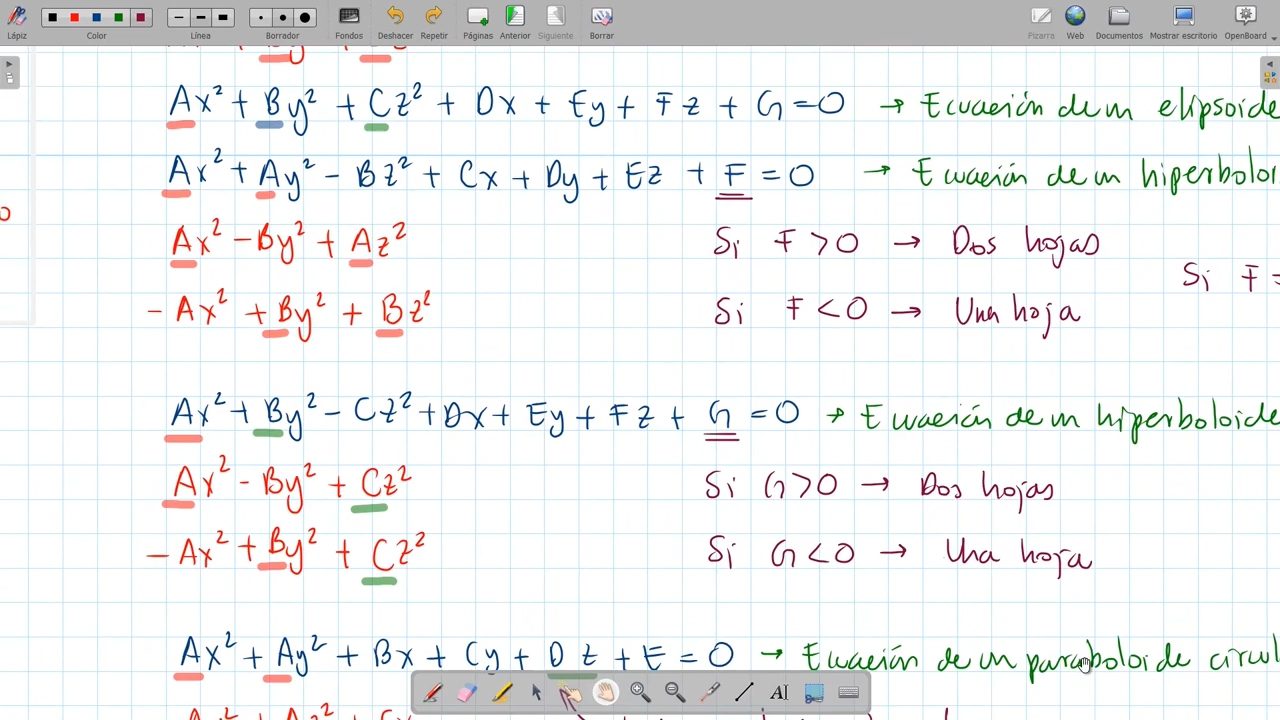 Lápiz Color Línea Borrador Fondos Deshacer Repetir Páginas Anterior Siguiente Borrar Pizarra Web Documentos Mostrar escritorio OpenBoard
Ax² + By² + Cz² + Dx + Ey + Fz + G = 0 → Ecuación de un elipsoide
Ax² + Ay² - Bz² + Cx + Dy + Ez + F = 0 → Ecuación de un hiperboloi
Ax² - By² + Az² Si F > 0 → Dos hojas
Si F =
- Ax² + By² + Bz² Si F < 0 → Una hoja
Ax² + By² - Cz² + Dx + Ey + Fz + G = 0 → Ecuación de un hiperboloide
Ax² - By² + Cz² Si G > 0 → Dos hojas
- Ax² + By² + Cz² Si G < 0 → Una hoja
Ax² + Ay² + Bx + Cy + Dz + E = 0 → Ecuación de un paraboloide circul